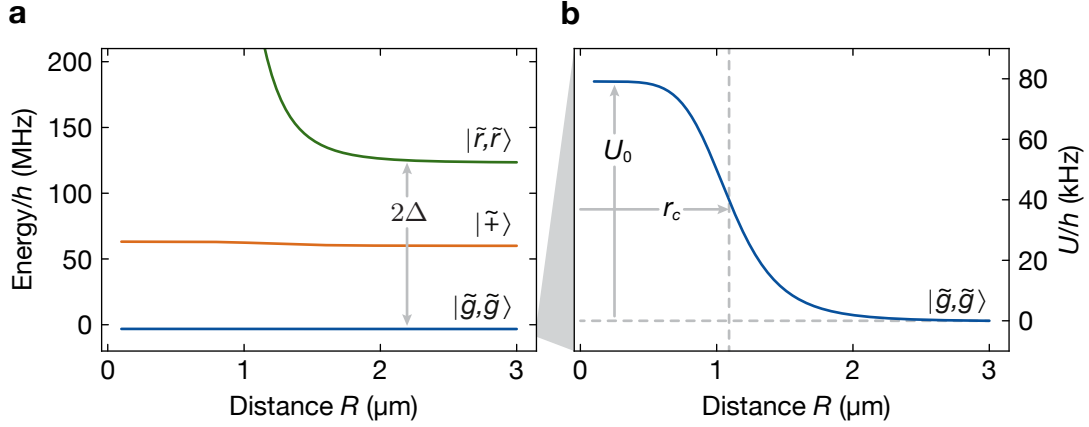 a
b
Energy/h (MHz)
200
150
100
50
0
0
1
2
3
Distance R (μm)
|r̃,r̃⟩
2Δ
|∓̃⟩
|g̃,g̃⟩
U₀
r_c
|g̃,g̃⟩
80
60
40
20
0
U/h (kHz)
0
1
2
3
Distance R (μm)